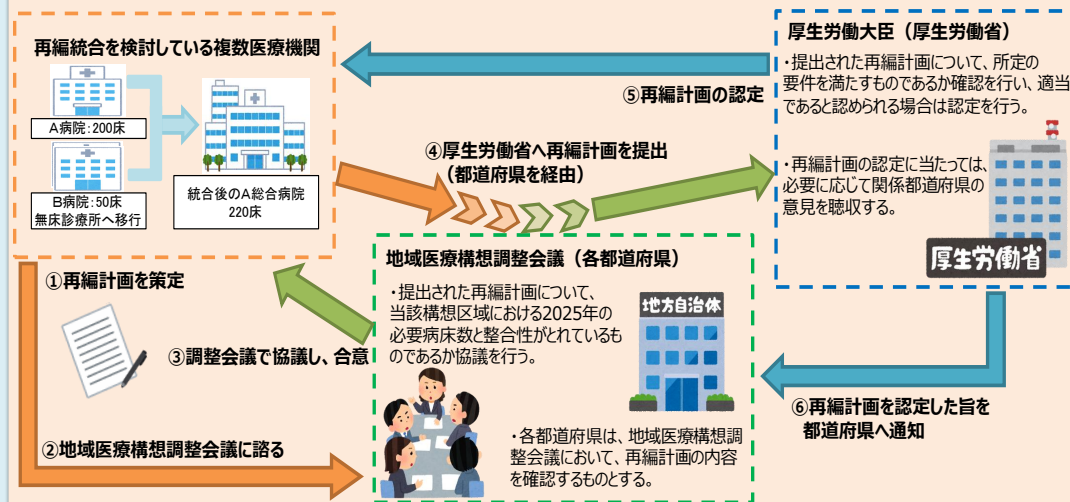 再編統合を検討している複数医療機関
A病院：200床
B病院：50床
無床診療所へ移行
統合後のA総合病院
220床
厚生労働大臣（厚生労働省）
・提出された再編計画について、所定の
要件を満たすものであるか確認を行い、適当
であると認められる場合は認定を行う。
・再編計画の認定に当たっては、
必要に応じて関係都道府県の
意見を聴収する。
厚生労働省
⑤再編計画の認定
④厚生労働省へ再編計画を提出
（都道府県を経由）
①再編計画を策定
③調整会議で協議し、合意
②地域医療構想調整会議に諮る
地域医療構想調整会議（各都道府県）
・提出された再編計画について、
当該構想区域における2025年の
必要病床数と整合性がとれているも
のであるか協議を行う。
地方自治体
・各都道府県は、地域医療構想調
整会議において、再編計画の内容
を確認するものとする。
⑥再編計画を認定した旨を
都道府県へ通知